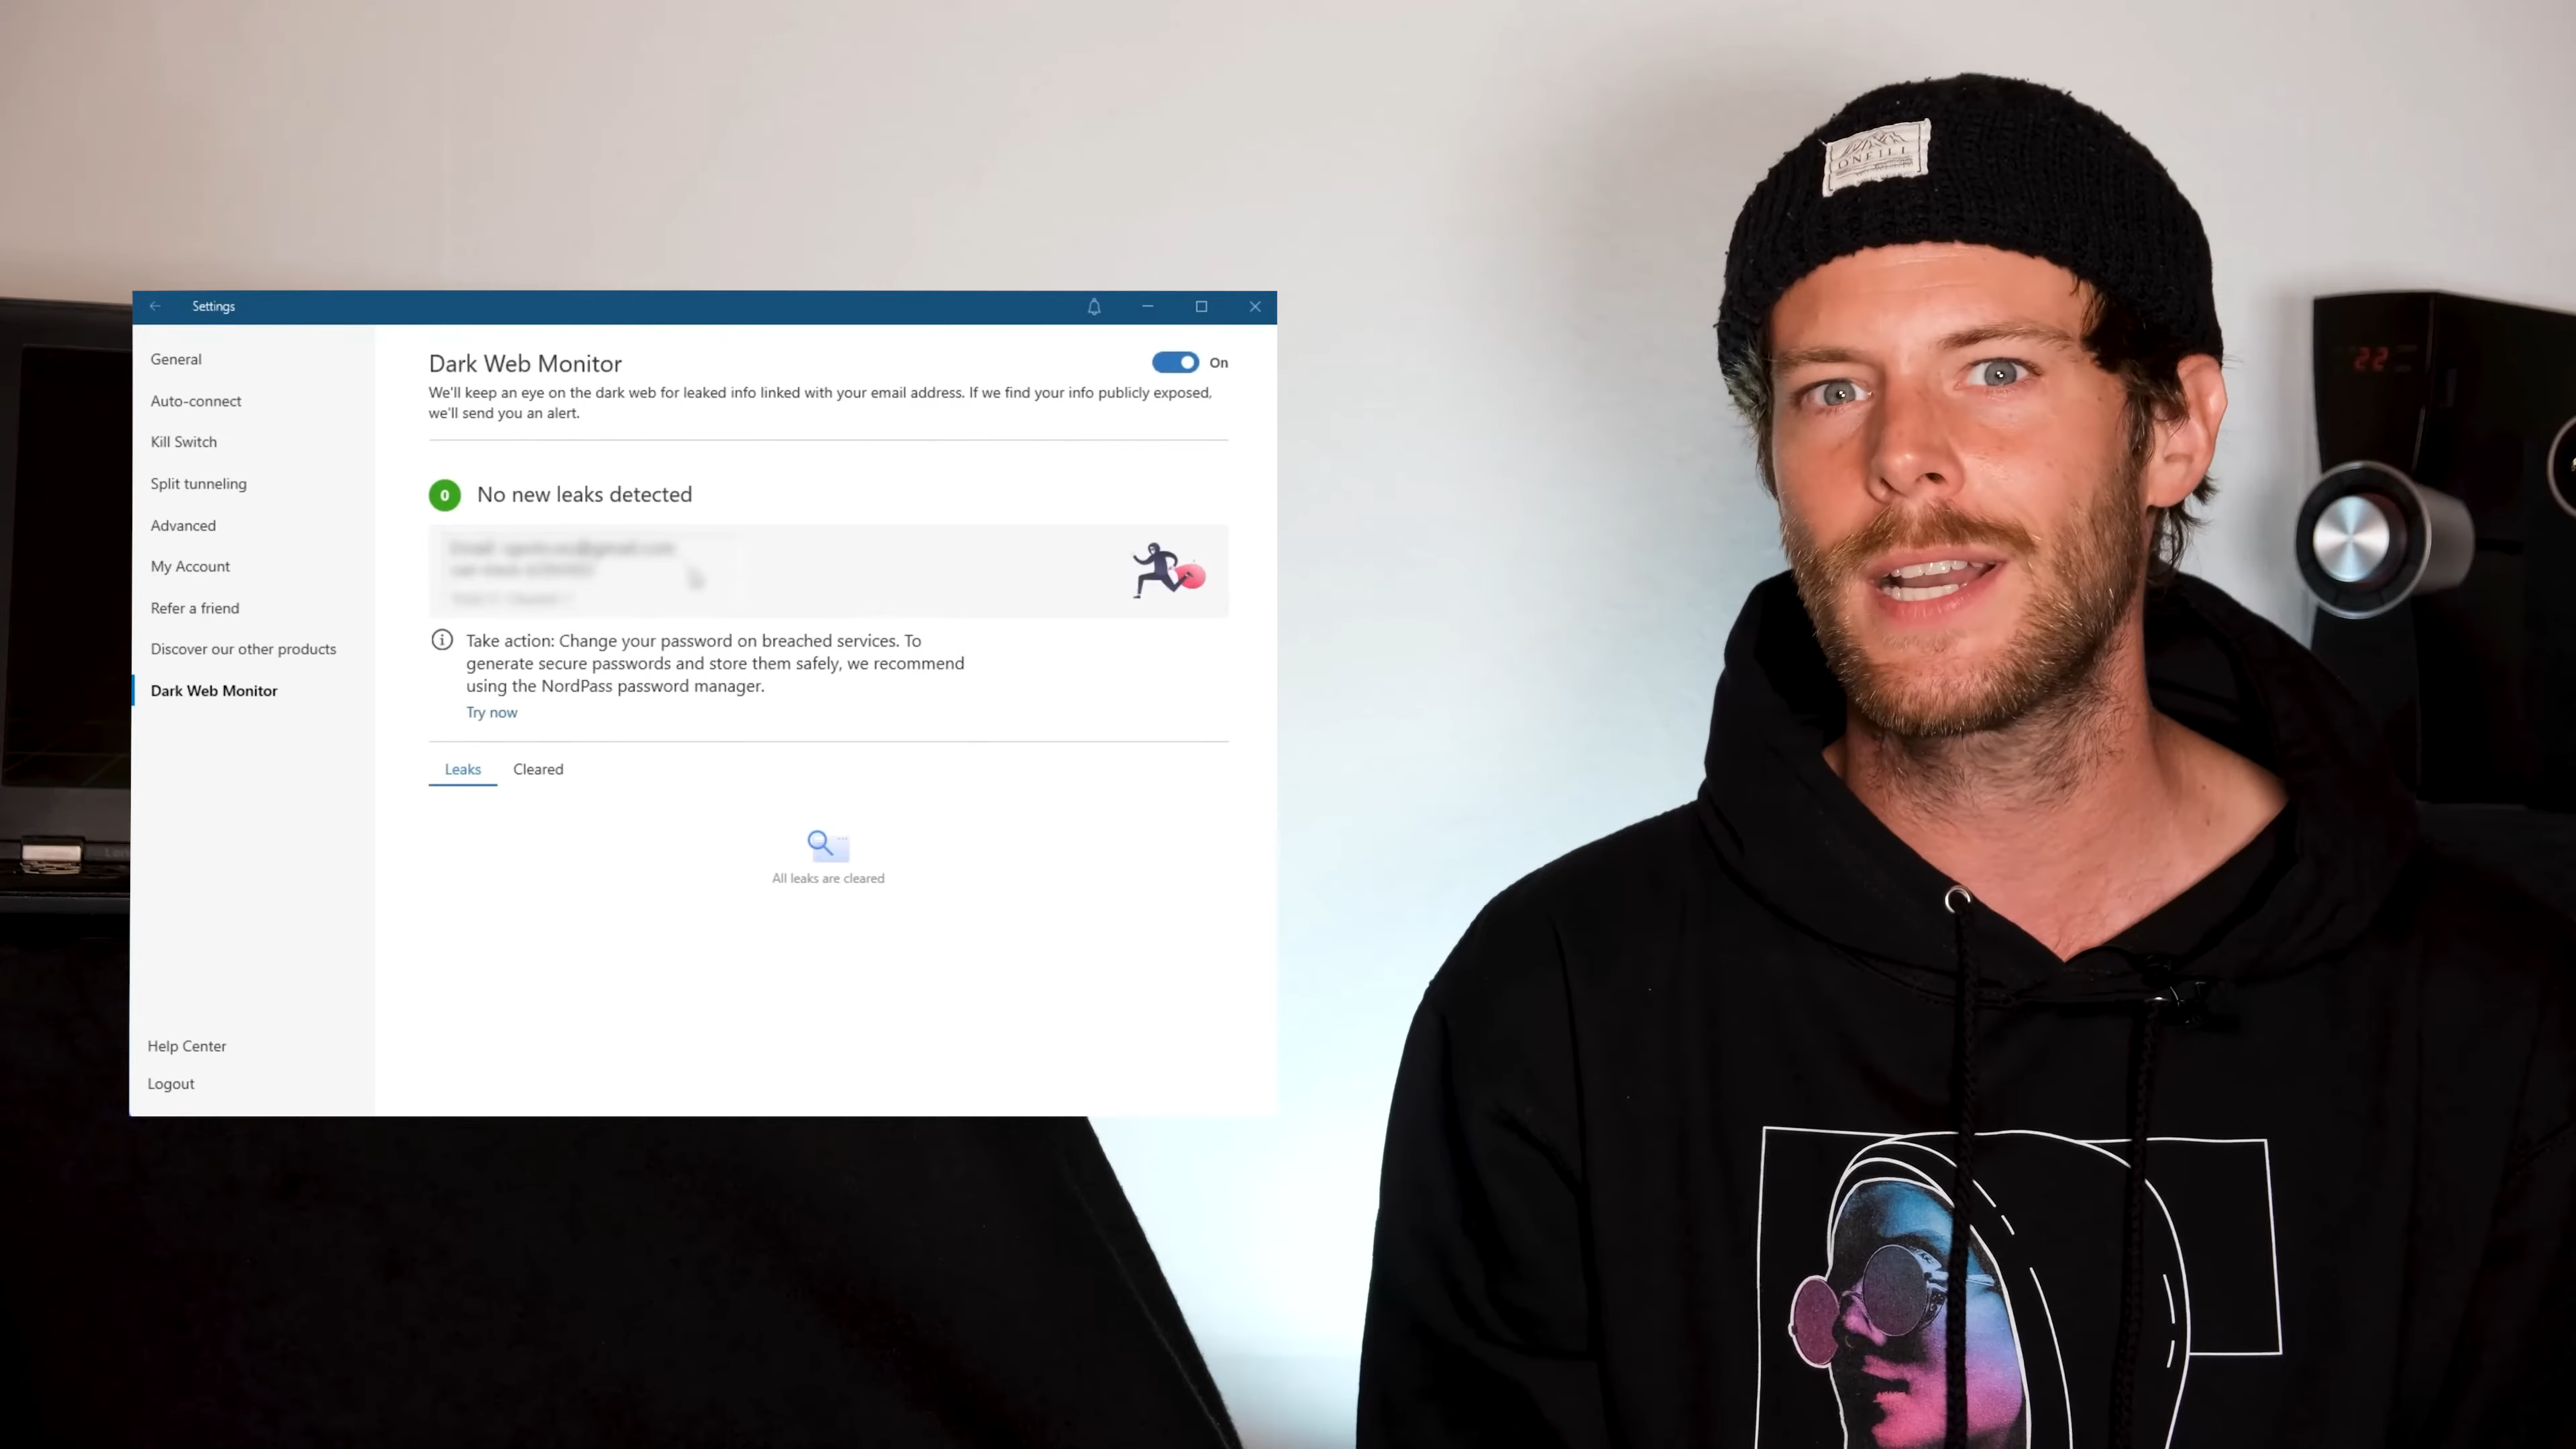 ONEILL
22
Settings
General
Auto-connect
Kill Switch
Split tunneling
Advanced
My Account
Refer a friend
Discover our other products
Dark Web Monitor
Help Center
Logout
Dark Web Monitor
On
We'll keep an eye on the dark web for leaked info linked with your email address. If we find your info publicly exposed,
we'll send you an alert.
0 No new leaks detected
Take action: Change your password on breached services. To
generate secure passwords and store them safely, we recommend
using the NordPass password manager.
Try now
Leaks Cleared
All leaks are cleared